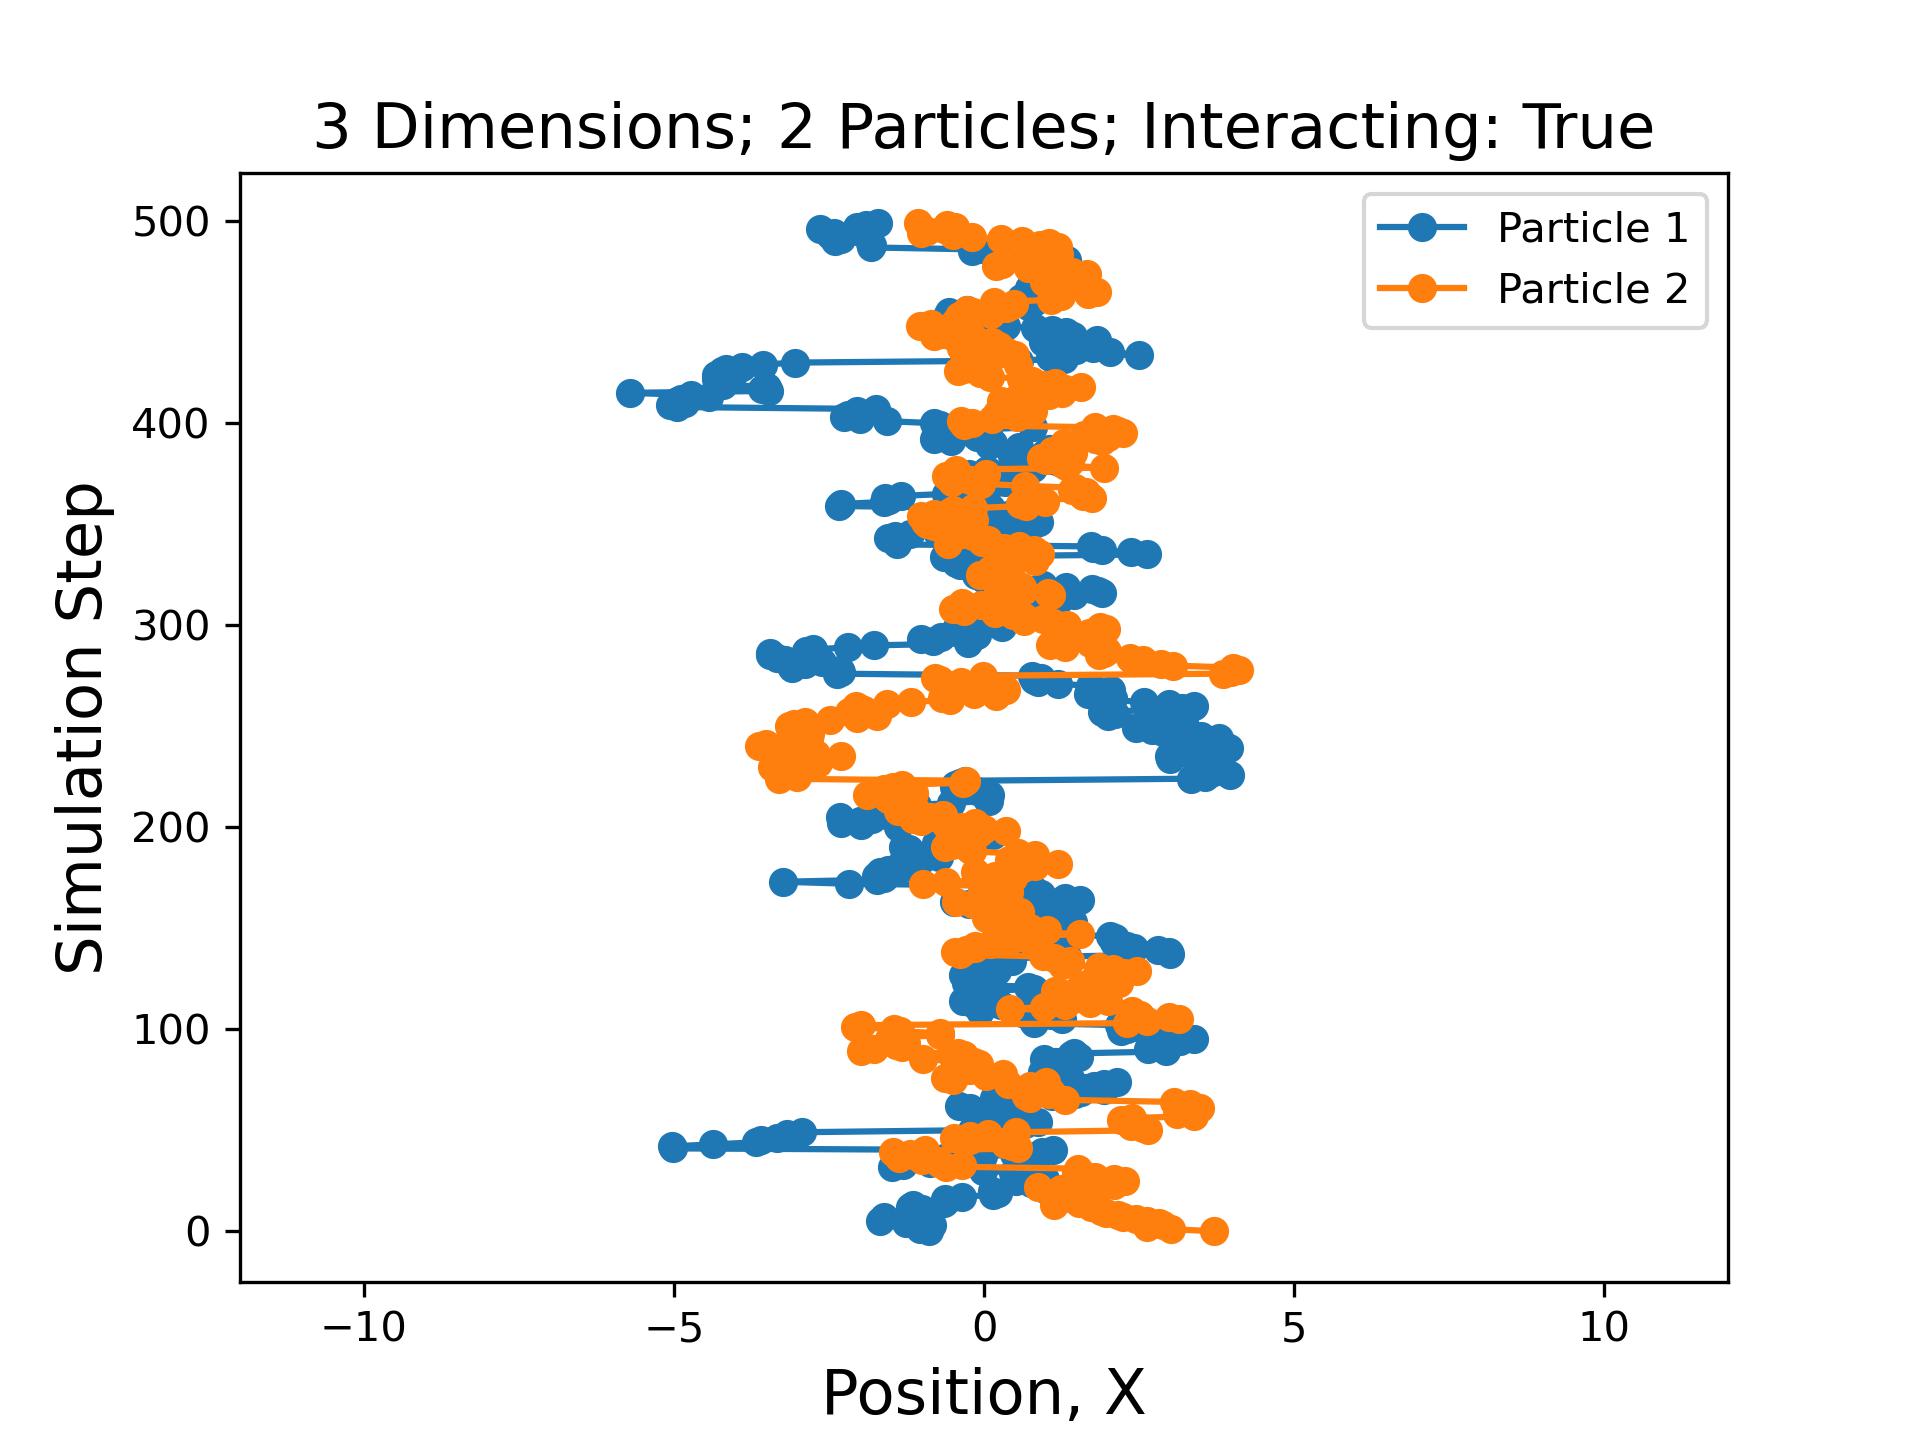 3 Dimensions; 2 Particles; Interacting: True
Particle 1
Particle 2
Simulation Step
500
400
300
200
100
0
−10
−5
0
5
10
Position, X